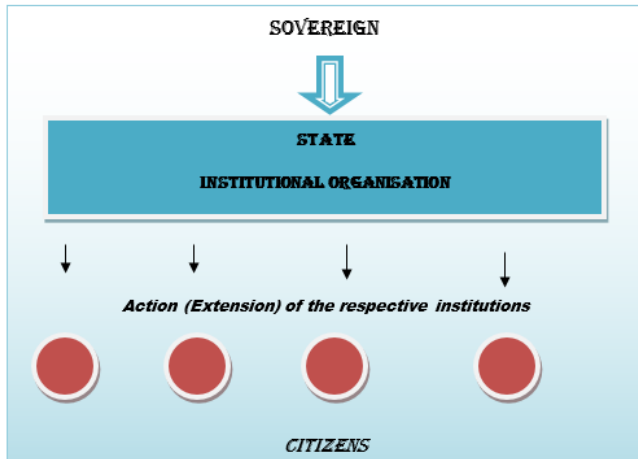 SOVEREIGN
STATE
INSTITUTIONAL ORGANISATION
Action (Extension) of the respective institutions
CITIZENS